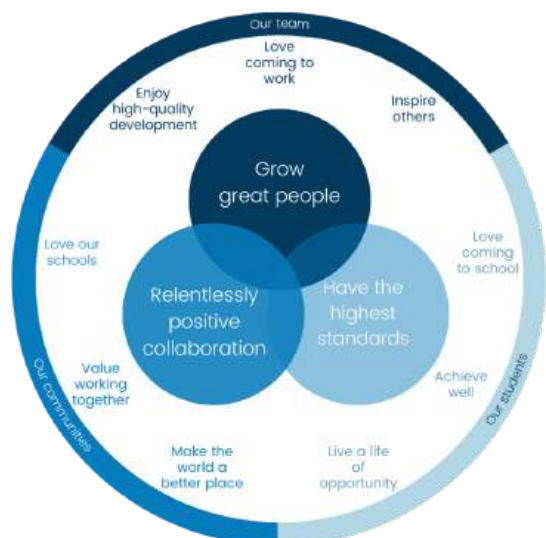 Our team
Love
coming to
work
Enjoy
high-quality
development
Inspire
others
Grow
great people
Love our
schools
Love
coming
to school
Relentlessly
positive
collaboration
Have the
highest
standards
Value
working
together
Achieve
well
Our communities
Our students
Make the
world a
better place
Live a life
of
opportunity